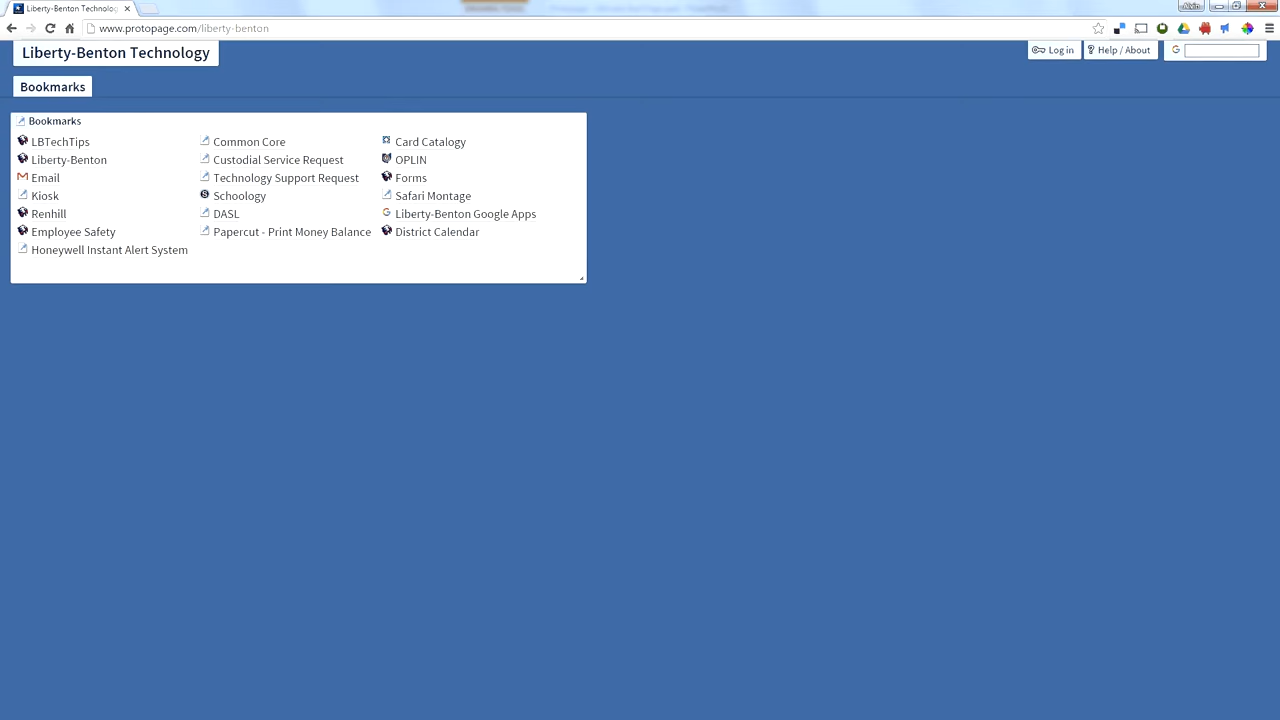 Liberty-Benton Technolog
Alvin
www.protopage.com/liberty-benton
Liberty-Benton Technology
Log in
Help / About
Bookmarks
Bookmarks
LBTechTips
Common Core
Card Catalogy
Liberty-Benton
Custodial Service Request
OPLIN
Email
Technology Support Request
Forms
Kiosk
Schoology
Safari Montage
Renhill
DASL
Liberty-Benton Google Apps
Employee Safety
Papercut - Print Money Balance
District Calendar
Honeywell Instant Alert System